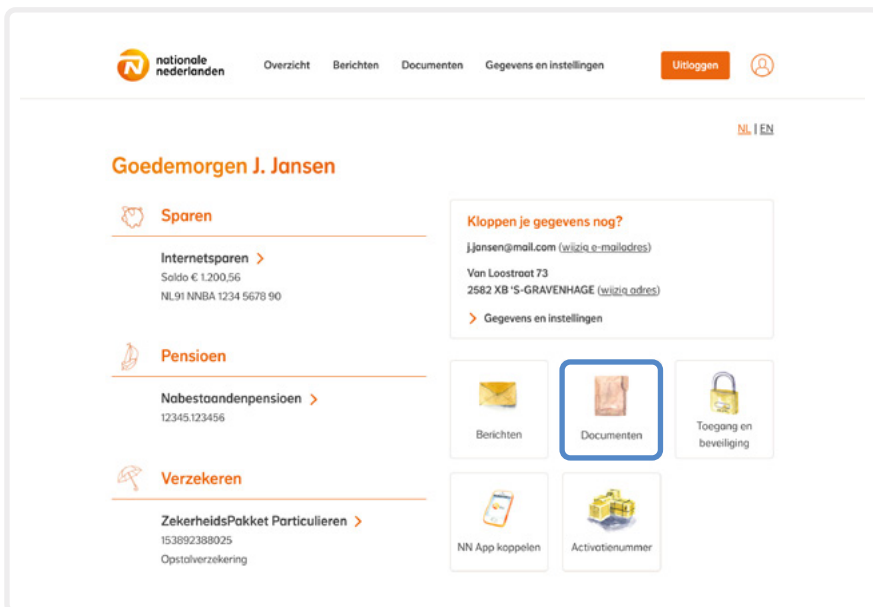 nationale
nederlanden
Overzicht Berichten Documenten Gegevens en instellingen Uitloggen
NL | EN
Goedemorgen J. Jansen
Sparen
Internetsparen
Saldo € 1.200,56
NL91 NNBA 1234 5678 90
Pensioen
Nabestaandenpensioen
12345.123456
Verzekeren
ZekerheidsPakket Particulieren
153892388025
Opstalverzekering
Kloppen je gegevens nog?
j.jansen@mail.com (wijzig e-mailadres)
Van Loostraat 73
2582 XB 'S-GRAVENHAGE (wijzig adres)
Gegevens en instellingen
Berichten
Documenten
Toegang en
beveiliging
NN App koppelen
Activatienummer